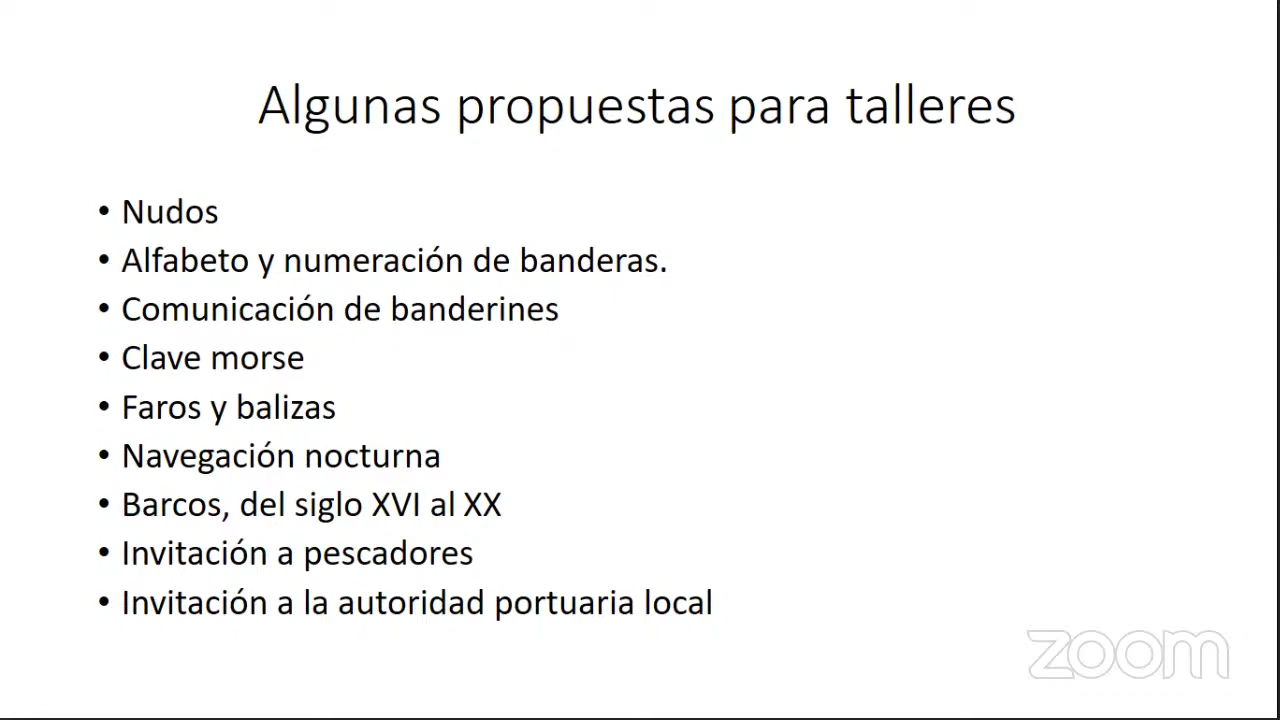 Algunas propuestas para talleres
• Nudos
• Alfabeto y numeración de banderas.
• Comunicación de banderines
• Clave morse
• Faros y balizas
• Navegación nocturna
• Barcos, del siglo XVI al XX
• Invitación a pescadores
• Invitación a la autoridad portuaria local
zoom